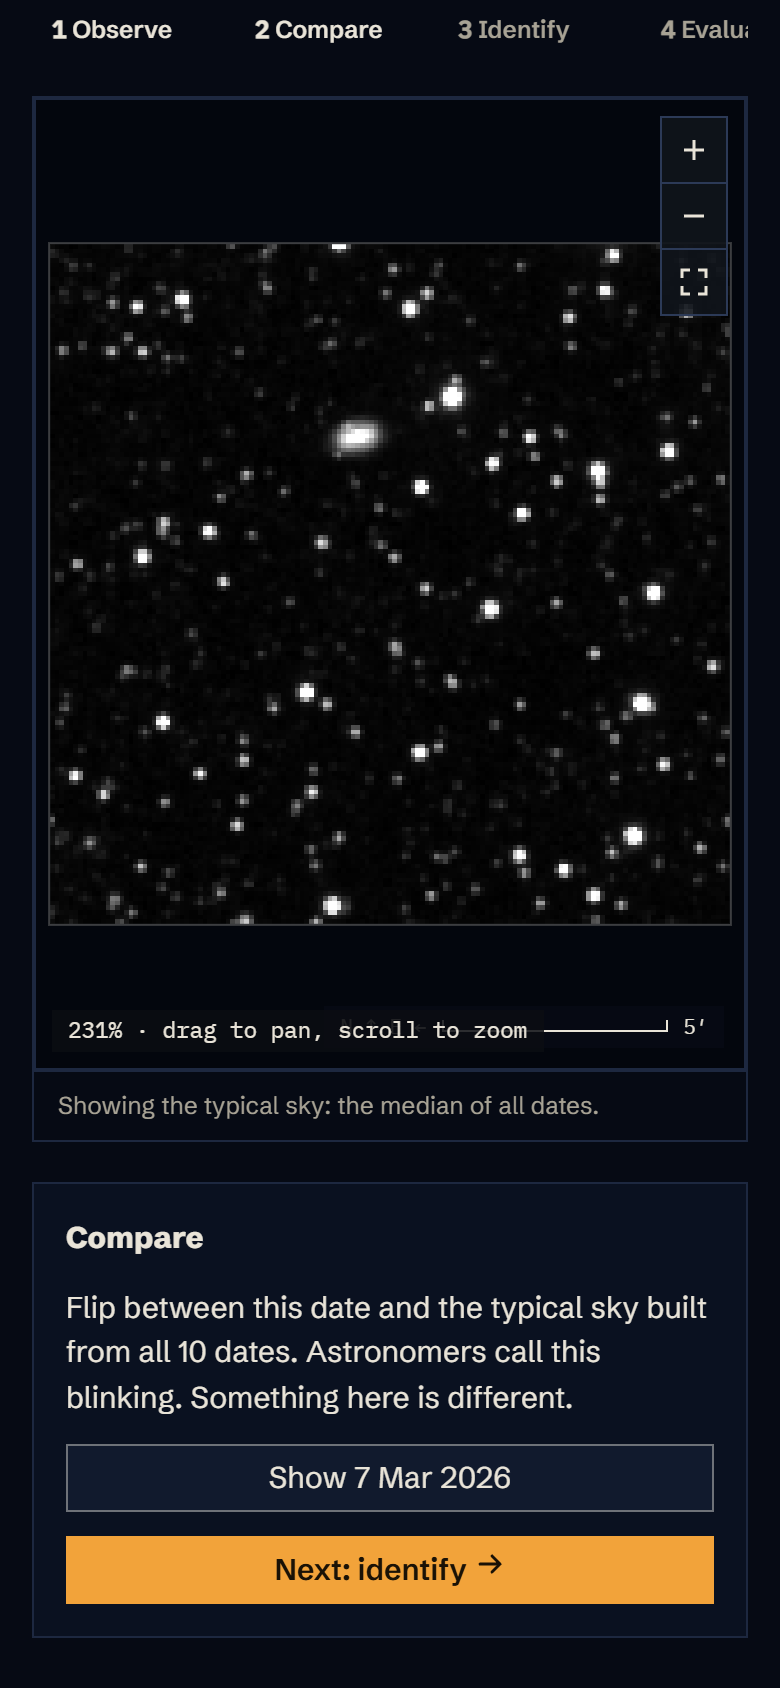 1 Observe 2 Compare 3 Identify 4 Evalua
231% · drag to pan, scroll to zoom 5′
Showing the typical sky: the median of all dates.
Compare
Flip between this date and the typical sky built
from all 10 dates. Astronomers call this
blinking. Something here is different.
Show 7 Mar 2026
Next: identify →